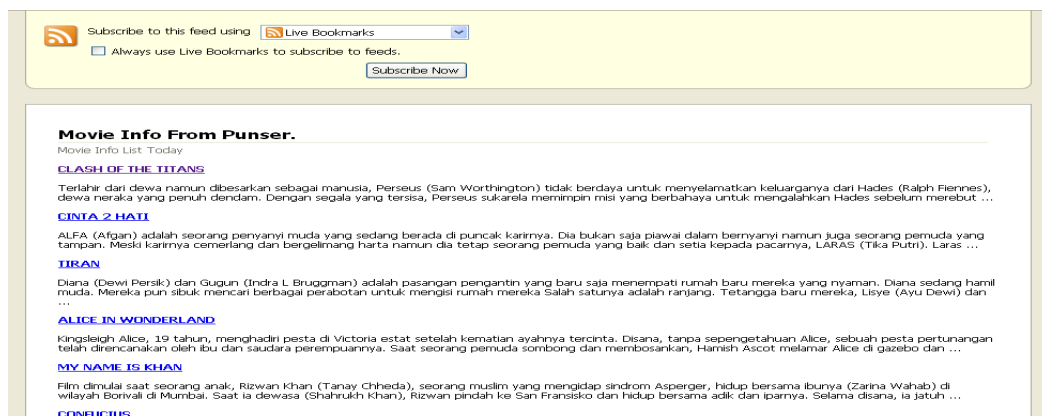 Subscribe to this feed using Live Bookmarks
Always use Live Bookmarks to subscribe to feeds.
Subscribe Now
Movie Info From Punser.
Movie Info List Today
CLASH OF THE TITANS
Terlahir dari dewa namun dibesarkan sebagai manusia, Perseus (Sam Worthington) tidak berdaya untuk menyelamatkan keluarganya dari Hades (Ralph Fiennes),
dewa neraka yang penuh dendam. Dengan segala yang tersisa, Perseus sukarela memimpin misi yang berbahaya untuk mengalahkan Hades sebelum merebut ...
CINTA 2 HATI
ALFA (Afgan) adalah seorang penyanyi muda yang sedang berada di puncak karirnya. Dia bukan saja piawai dalam bernyanyi namun juga seorang pemuda yang
tampan. Meski karirnya cemerlang dan bergelimang harta namun dia tetap seorang pemuda yang baik dan setia kepada pacarnya, LARAS (Tika Putri). Laras ...
TIRAN
Diana (Dewi Persik) dan Gugun (Indra L Bruggman) adalah pasangan pengantin yang baru saja menempati rumah baru mereka yang nyaman. Diana sedang hamil
muda. Mereka pun sibuk mencari berbagai perabotan untuk mengisi rumah mereka Salah satunya adalah ranjang. Tetangga baru mereka, Lisye (Ayu Dewi) dan
...
ALICE IN WONDERLAND
Kingsleigh Alice, 19 tahun, menghadiri pesta di Victoria estat setelah kematian ayahnya tercinta. Disana, tanpa sepengetahuan Alice, sebuah pesta pertunangan
telah direncanakan oleh ibu dan saudara perempuannya. Saat seorang pemuda sombong dan membosankan, Hamish Ascot melamar Alice di gazebo dan ...
MY NAME IS KHAN
Film dimulai saat seorang anak, Rizwan Khan (Tanay Chheda), seorang muslim yang mengidap sindrom Asperger, hidup bersama ibunya (Zarina Wahab) di
wilayah Borivali di Mumbai. Saat ia dewasa (Shahrukh Khan), Rizwan pindah ke San Fransisko dan hidup bersama adik dan iparnya. Selama disana, ia jatuh ...
CONFUCIUS